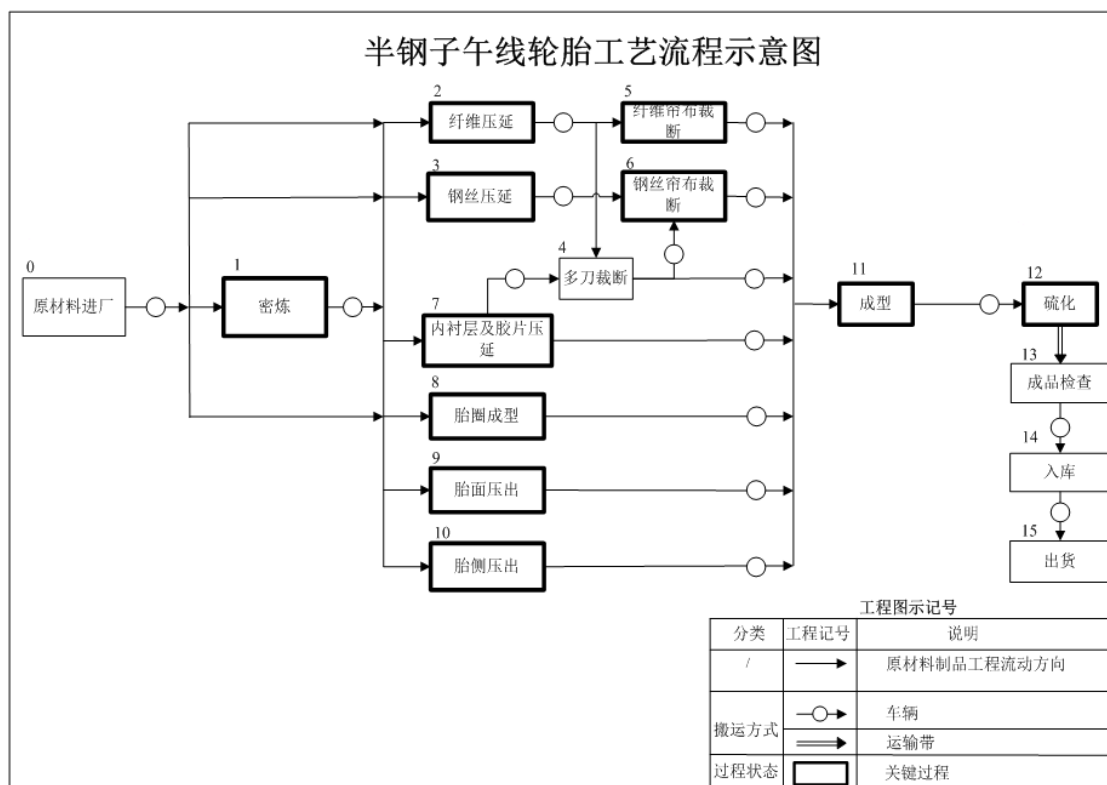 半钢子午线轮胎工艺流程示意图
2
纤维压延
5
纤维帘布裁
断
3
钢丝压延
6
钢丝帘布裁
断
4
多刀裁断
0
原材料进厂
1
密炼
7
内衬层及胶片压
延
8
胎圈成型
9
胎面压出
10
胎侧压出
11
成型
12
硫化
13
成品检查
14
入库
15
出货
工程图示记号
分类 工程记号 说明
/ 原材料制品工程流动方向
搬运方式 车辆
运输带
过程状态 关键过程